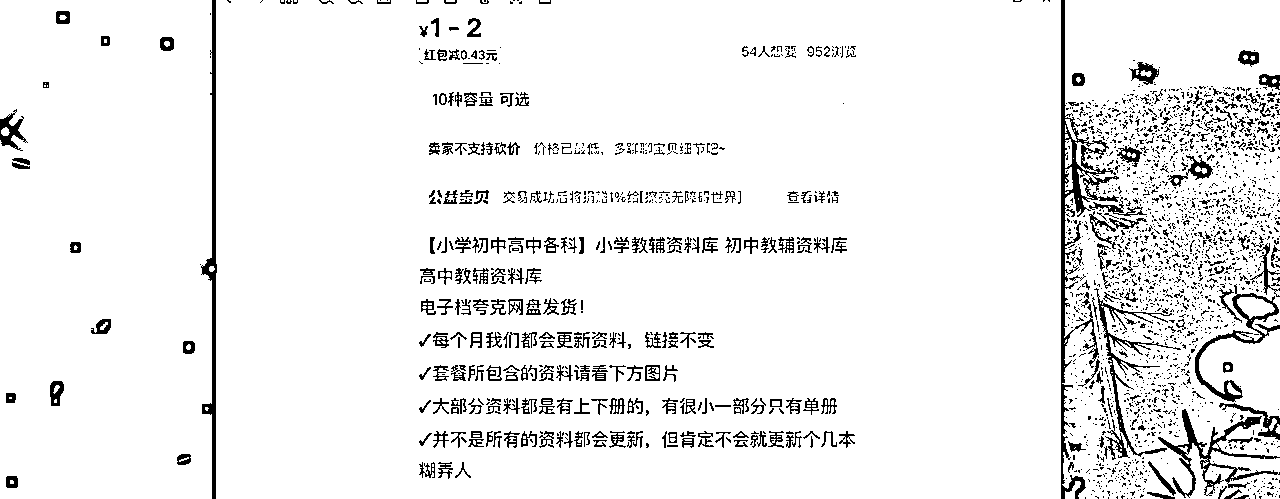 ¥1 - 2
红包减0.43元
54人想要 952浏览
10种容量 可选
卖家不支持砍价 价格已最低，多聊聊宝贝细节吧~
公益宝贝 交易成功后将捐赠1%给[擦亮无障碍世界] 查看详情
【小学初中高中各科】小学教辅资料库 初中教辅资料库
高中教辅资料库
电子档夸克网盘发货！
✓每个月我们都会更新资料，链接不变
✓套餐所包含的资料请看下方图片
✓大部分资料都是有上下册的，有很小一部分只有单册
✓并不是所有的资料都会更新，但肯定不会就更新个几本
糊弄人